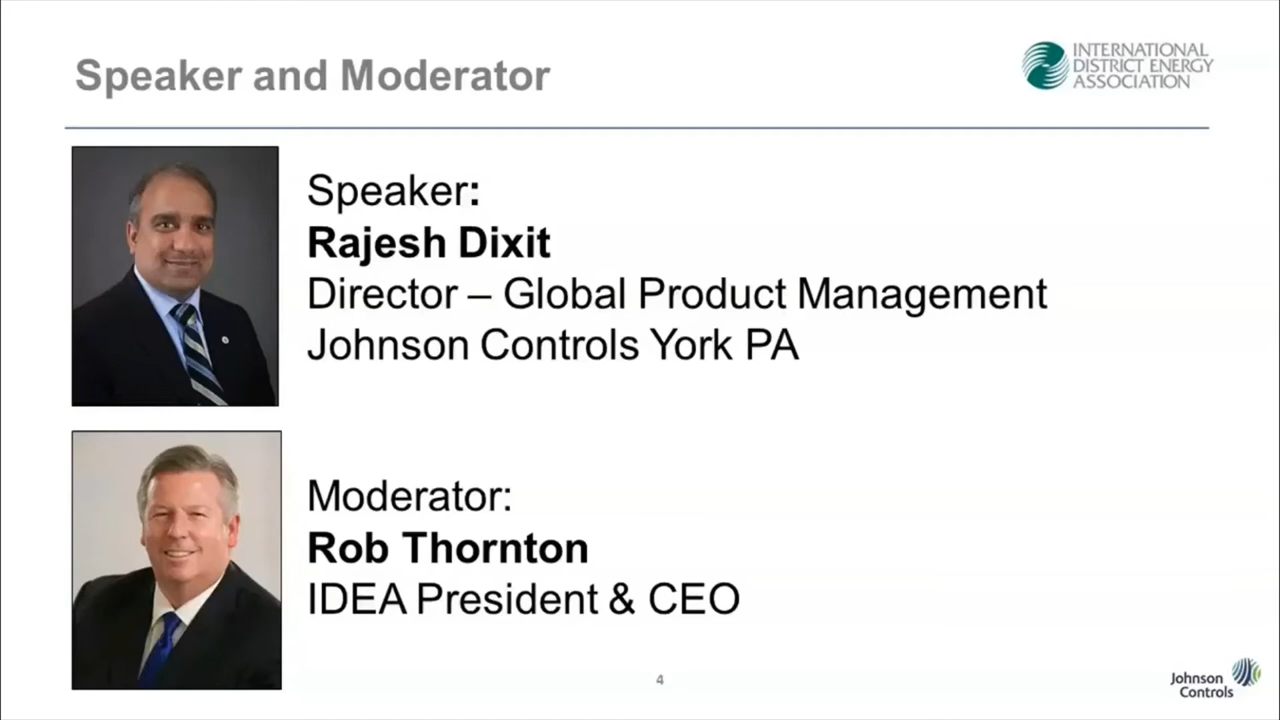 Speaker and Moderator
INTERNATIONAL
DISTRICT ENERGY
ASSOCIATION
Speaker:
Rajesh Dixit
Director – Global Product Management
Johnson Controls York PA
Moderator:
Rob Thornton
IDEA President & CEO
4
Johnson
Controls